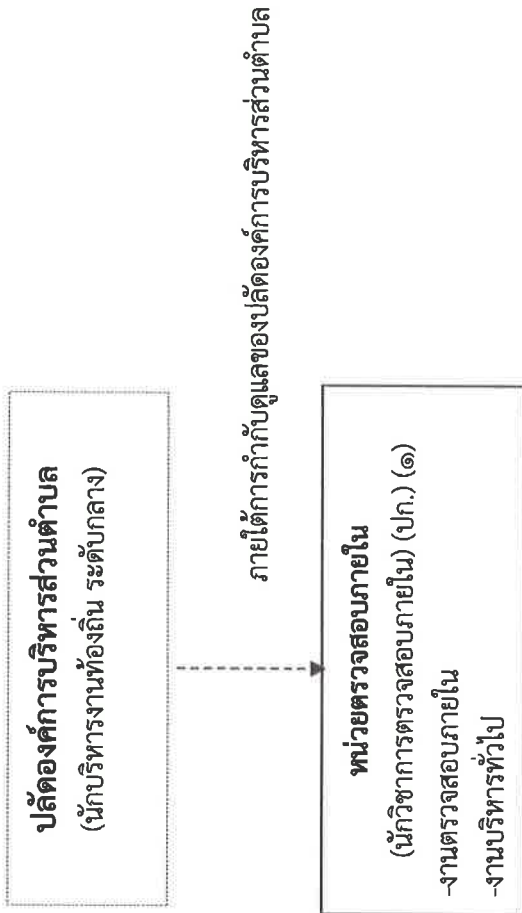 ปลัดองค์การบริหารส่วนตำบล
(นักบริหารงานท้องถิ่น ระดับกลาง)
ภายใต้การกำกับดูแลของปลัดองค์การบริหารส่วนตำบล
หน่วยตรวจสอบภายใน
(นักวิชาการตรวจสอบภายใน) (ปก.) (๑)
-งานตรวจสอบภายใน
-งานบริหารทั่วไป